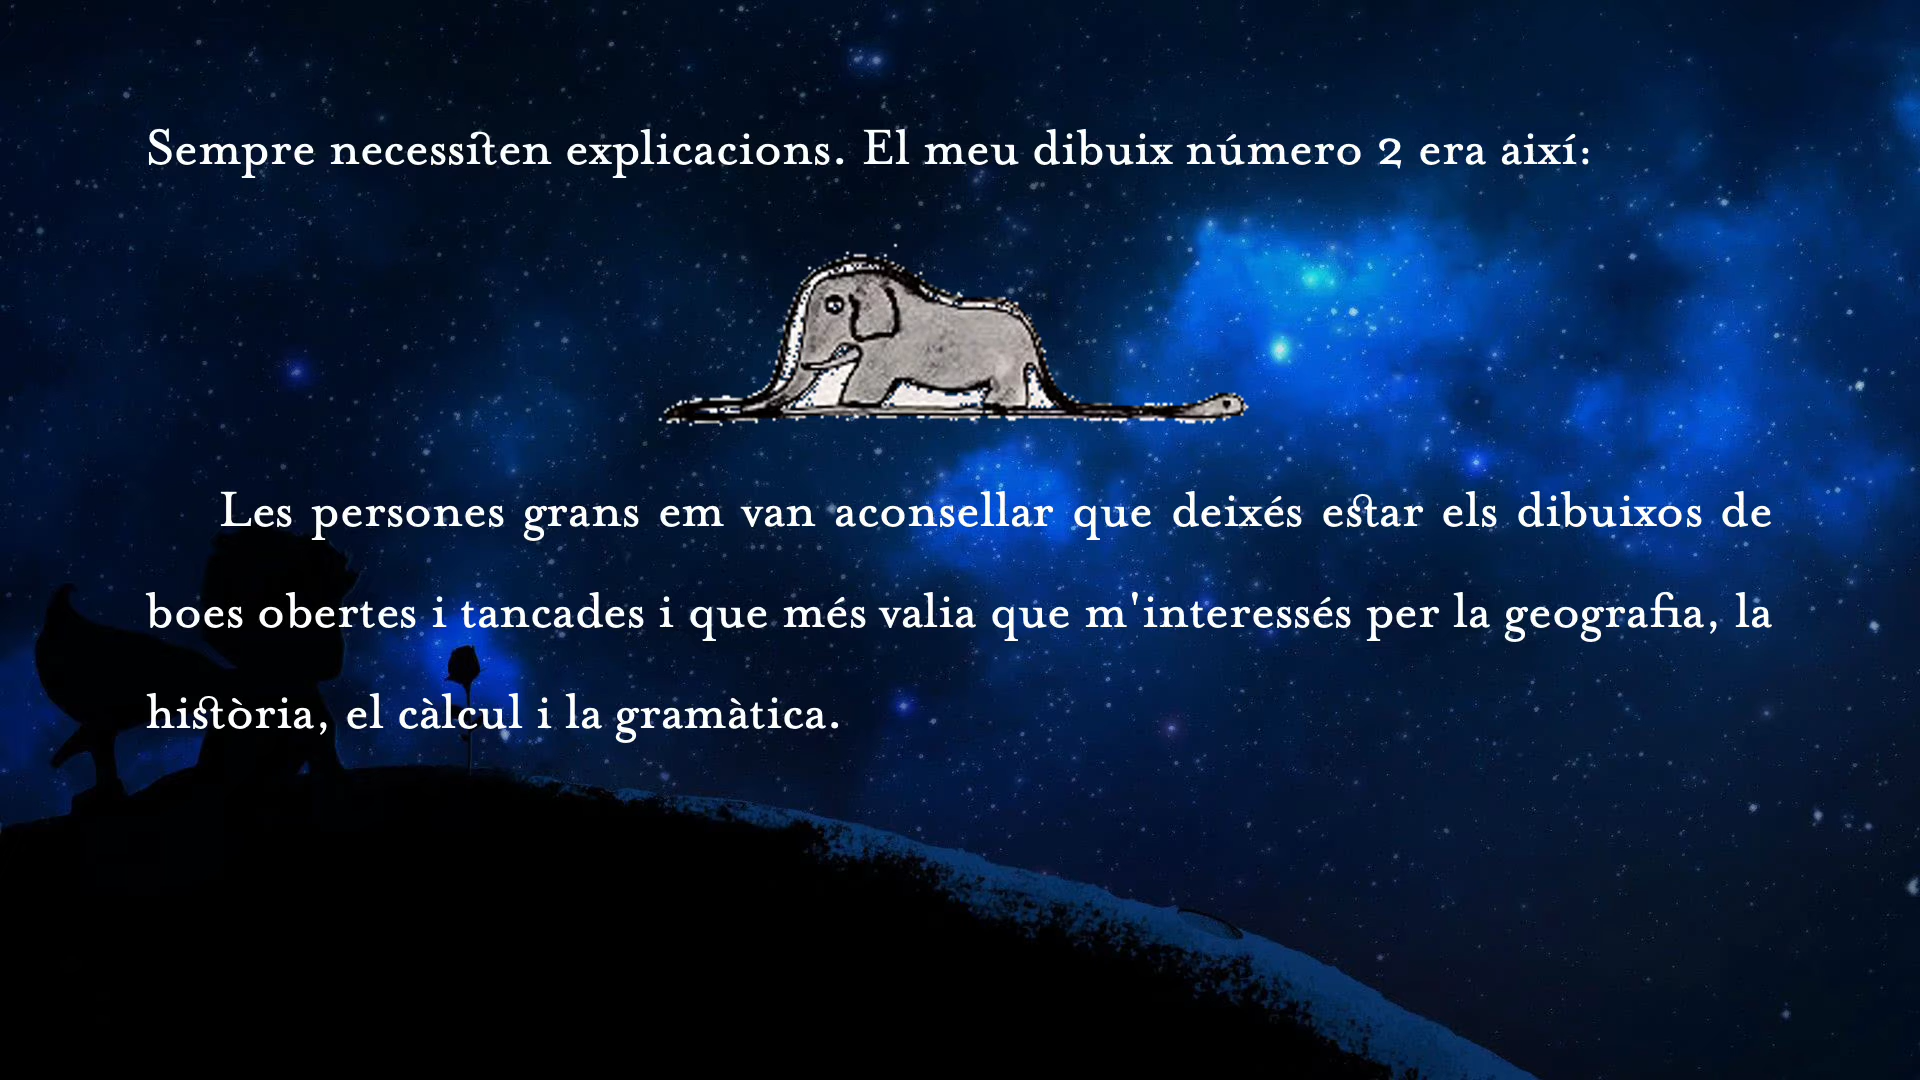 Sempre necessiten explicacions. El meu dibuix número 2 era així:
Les persones grans em van aconsellar que deixés estar els dibuixos de
boes obertes i tancades i que més valia que m'interessés per la geografia, la
història, el càlcul i la gramàtica.